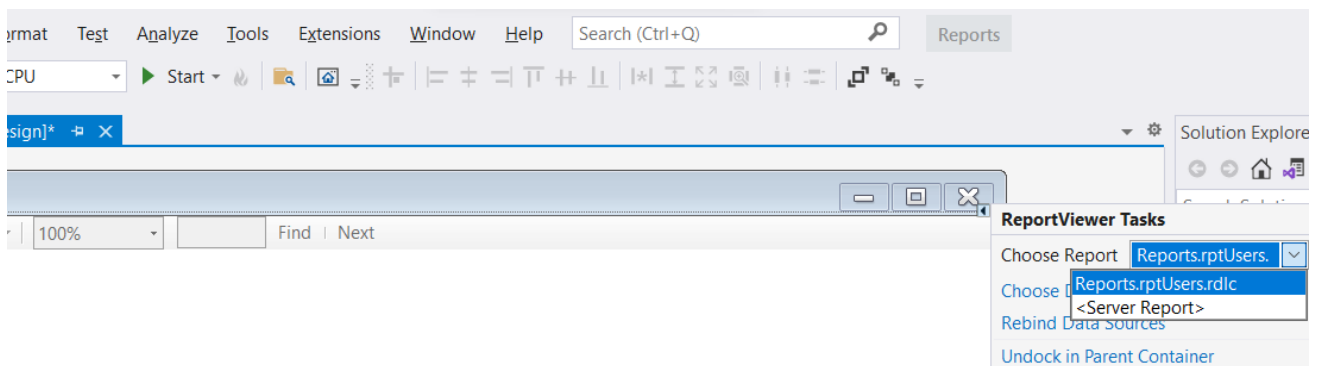 ormat Test Analyze Tools Extensions Window Help Search (Ctrl+Q) Reports
CPU Start
esign]*
Solution Explore
100% Find Next
ReportViewer Tasks
Choose Report Reports.rptUsers.
Reports.rptUsers.rdlc
Choose
<Server Report>
Rebind Data Sources
Undock in Parent Container